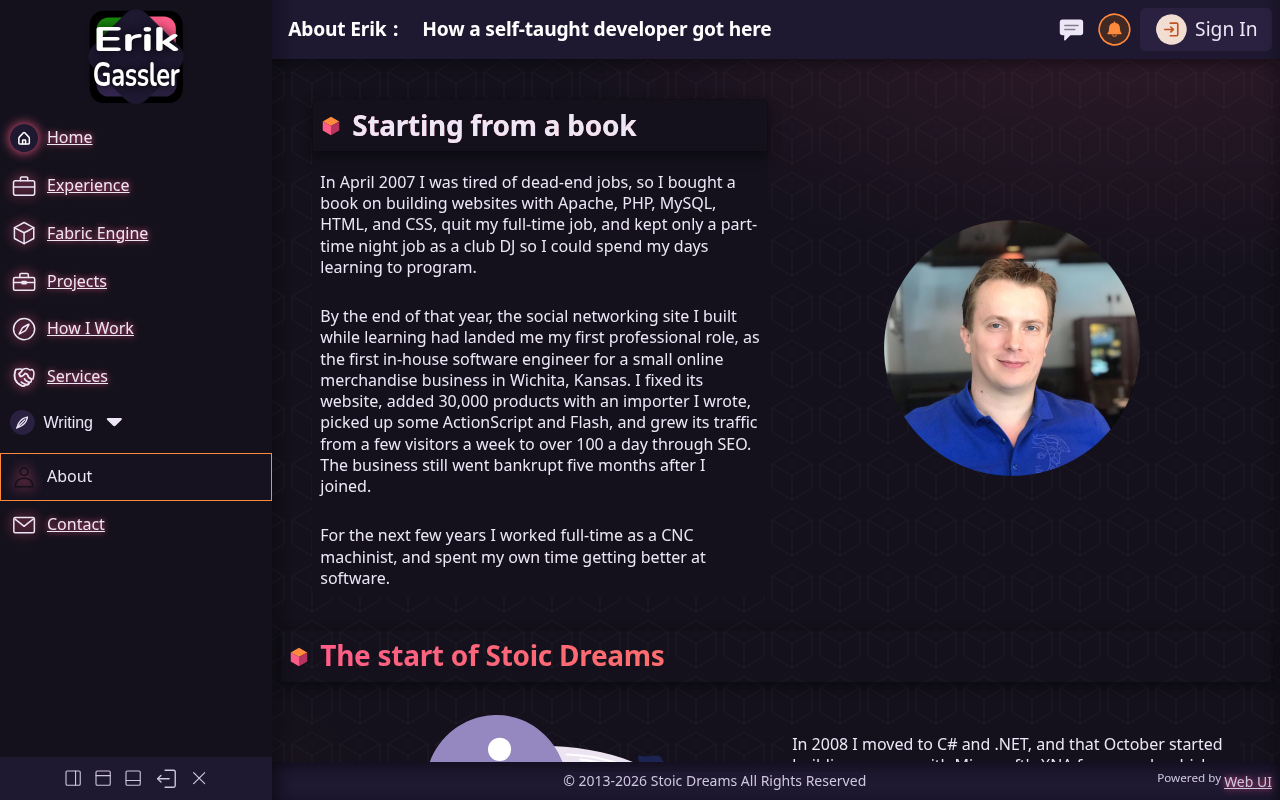 Erik
Gassler
Home
Experience
Fabric Engine
Projects
How I Work
Services
Writing
About
Contact
About Erik : How a self-taught developer got here
Sign In
Starting from a book
In April 2007 I was tired of dead-end jobs, so I bought a
book on building websites with Apache, PHP, MySQL,
HTML, and CSS, quit my full-time job, and kept only a part-
time night job as a club DJ so I could spend my days
learning to program.
By the end of that year, the social networking site I built
while learning had landed me my first professional role, as
the first in-house software engineer for a small online
merchandise business in Wichita, Kansas. I fixed its
website, added 30,000 products with an importer I wrote,
picked up some ActionScript and Flash, and grew its traffic
from a few visitors a week to over 100 a day through SEO.
The business still went bankrupt five months after I
joined.
For the next few years I worked full-time as a CNC
machinist, and spent my own time getting better at
software.
The start of Stoic Dreams
In 2008 I moved to C# and .NET, and that October started
© 2013-2026 Stoic Dreams All Rights Reserved
Powered by Web UI